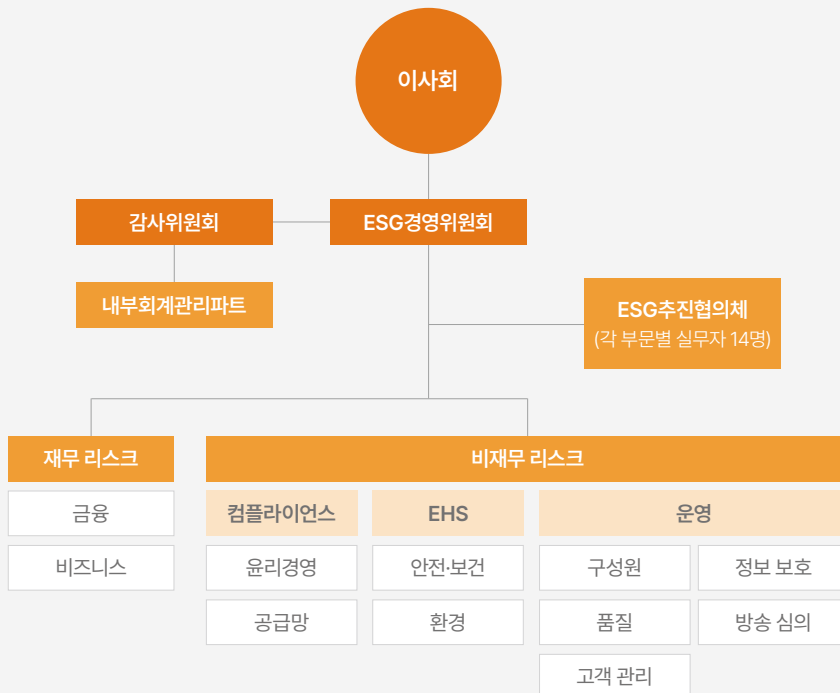 이사회
감사위원회
ESG경영위원회
내부회계관리파트
ESG추진협의체
(각 부문별 실무자 14명)
재무 리스크
비재무 리스크
금융
컴플라이언스
EHS
운영
비즈니스
윤리경영
안전·보건
구성원
정보 보호
공급망
환경
품질
방송 심의
고객 관리